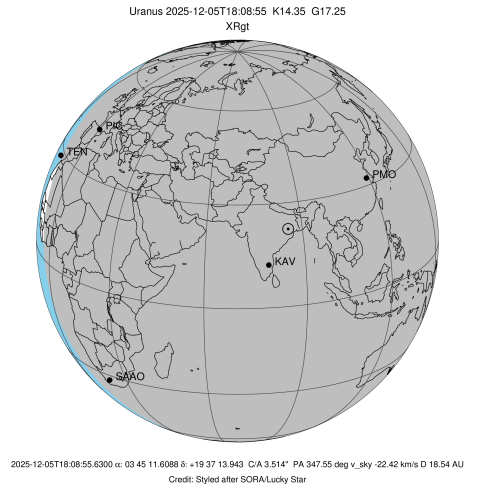 Uranus 2025-12-05T18:08:55 K14.35 G17.25
XRgt
PIC
TEN
PMO
KAV
SAAO
2025-12-05T18:08:55.6300 α: 03 45 11.6088 δ: +19 37 13.943 C/A 3.514" PA 347.55 deg v_sky -22.42 km/s D 18.54 AU
Credit: Styled after SORA/Lucky Star